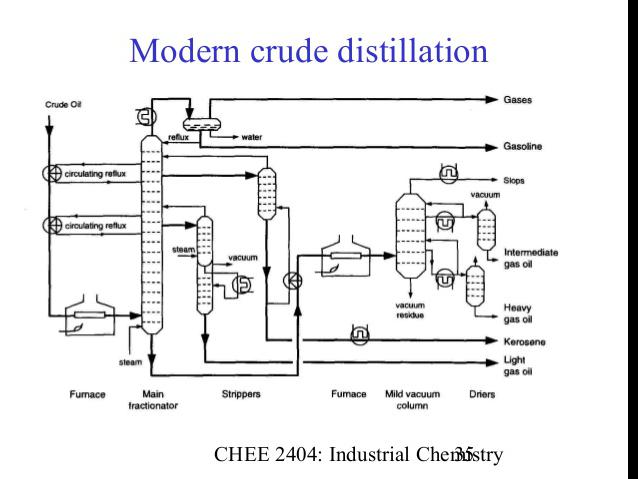 Modern crude distillation
Crude Oil
Gases
reflux
water
Gasoline
circulating reflux
Slops
vacuum
circulating reflux
steam
vacuum
Intermediate
gas oil
vacuum
residue
Heavy
gas oil
Kerosene
steam
Light
gas oil
Furnace
Main
fractionator
Strippers
Furnace
Mild vacuum
column
Driers
CHEE 2404: Industrial Chemistry
35